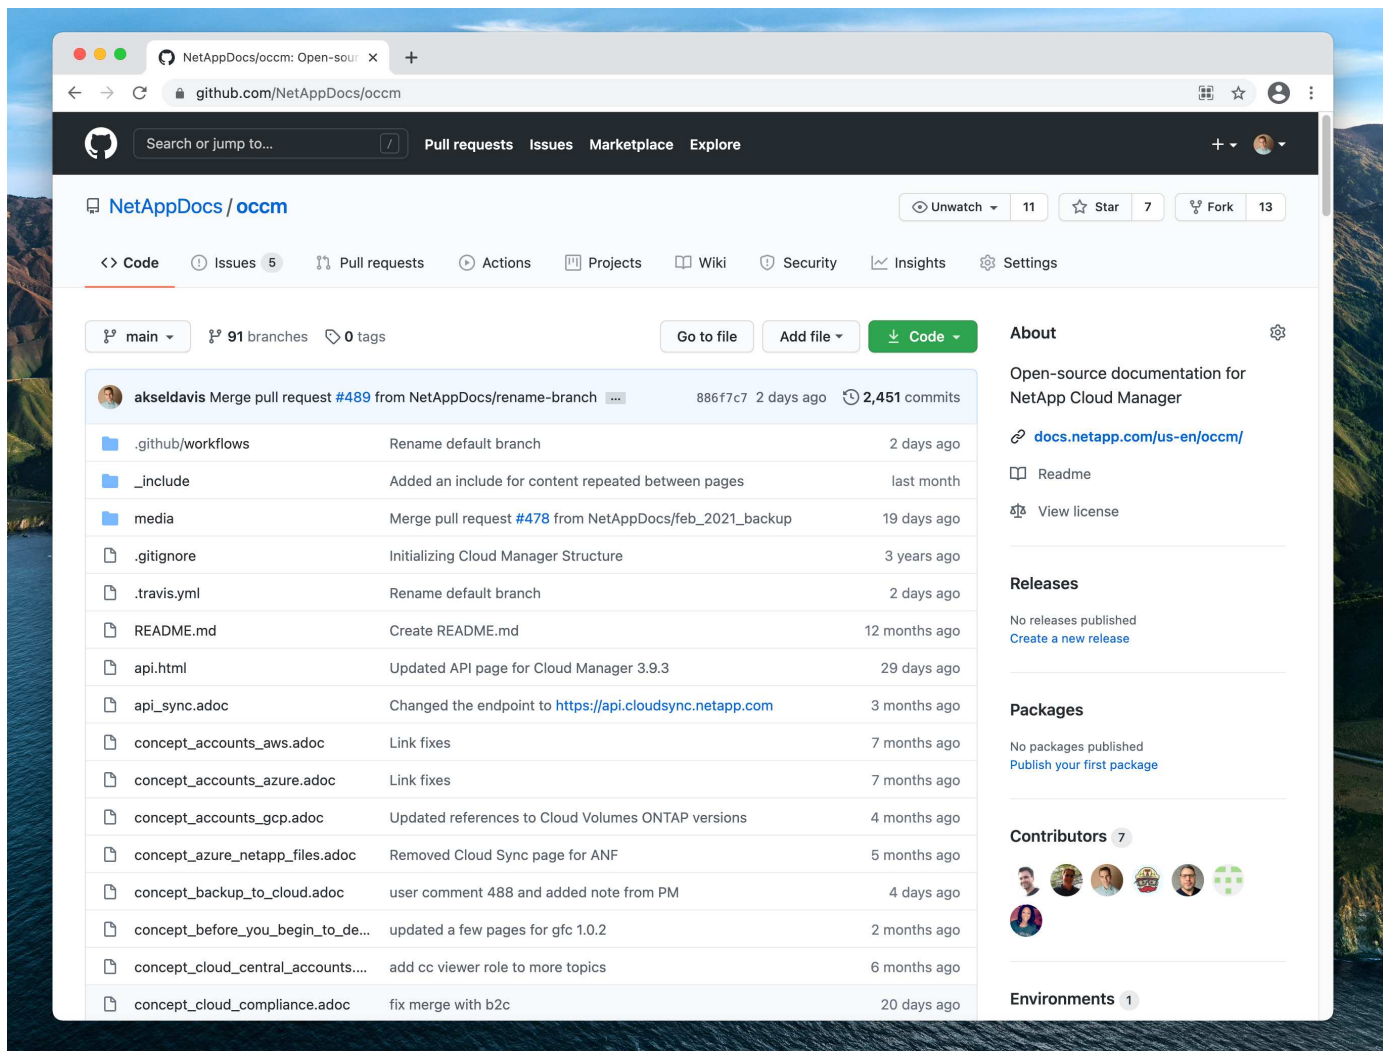 NetAppDocs/occm: Open-sour
github.com/NetAppDocs/occm
Search or jump to... / Pull requests Issues Marketplace Explore
NetAppDocs / occm Unwatch 11 Star 7 Fork 13
Code Issues 5 Pull requests Actions Projects Wiki Security Insights Settings
main 91 branches 0 tags Go to file Add file Code
akseldavis Merge pull request #489 from NetAppDocs/rename-branch ... 886f7c7 2 days ago 2,451 commits
.github/workflows Rename default branch 2 days ago
_include Added an include for content repeated between pages last month
media Merge pull request #478 from NetAppDocs/feb_2021_backup 19 days ago
.gitignore Initializing Cloud Manager Structure 3 years ago
.travis.yml Rename default branch 2 days ago
README.md Create README.md 12 months ago
api.html Updated API page for Cloud Manager 3.9.3 29 days ago
api_sync.adoc Changed the endpoint to https://api.cloudsync.netapp.com 3 months ago
concept_accounts_aws.adoc Link fixes 7 months ago
concept_accounts_azure.adoc Link fixes 7 months ago
concept_accounts_gcp.adoc Updated references to Cloud Volumes ONTAP versions 4 months ago
concept_azure_netapp_files.adoc Removed Cloud Sync page for ANF 5 months ago
concept_backup_to_cloud.adoc user comment 488 and added note from PM 4 days ago
concept_before_you_begin_to_de... updated a few pages for gfc 1.0.2 2 months ago
concept_cloud_central_accounts.... add cc viewer role to more topics 6 months ago
concept_cloud_compliance.adoc fix merge with b2c 20 days ago
About
Open-source documentation for
NetApp Cloud Manager
docs.netapp.com/us-en/occm/
Readme
View license
Releases
No releases published
Create a new release
Packages
No packages published
Publish your first package
Contributors 7
Environments 1